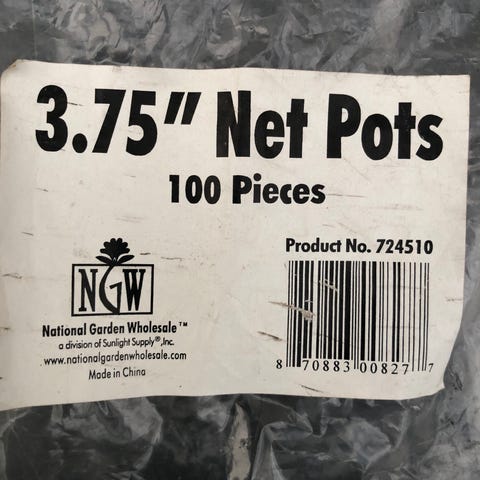 3.75" Net Pots
100 Pieces
Product No. 724510
NGW
National Garden Wholesale™
a division of Sunlight Supply®,Inc.
www.nationalgardenwholesale.com
Made in China
8 70883 00827 7